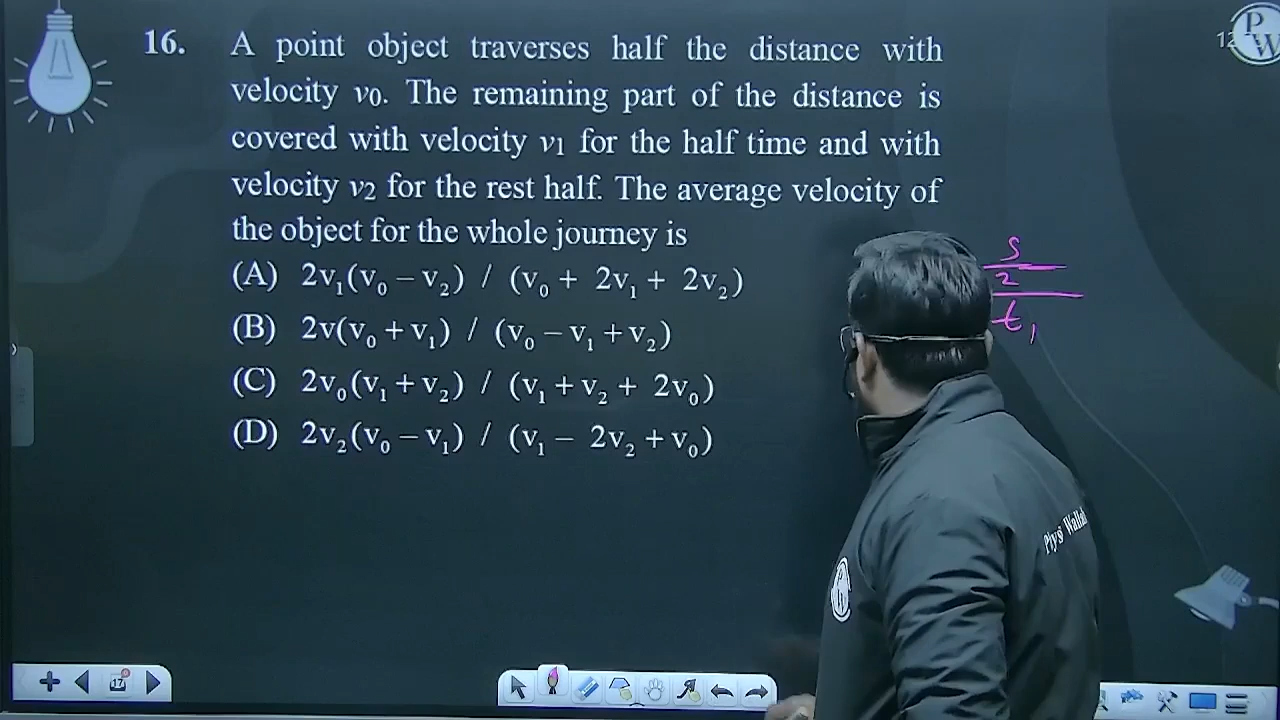 16. A point object traverses half the distance with
velocity v₀. The remaining part of the distance is
covered with velocity v₁ for the half time and with
velocity v₂ for the rest half. The average velocity of
the object for the whole journey is
(A) 2v₁(v₀ – v₂) / (v₀ + 2v₁ + 2v₂)
(B) 2v(v₀ + v₁) / (v₀ – v₁ + v₂)
(C) 2v₀(v₁ + v₂) / (v₁ + v₂ + 2v₀)
(D) 2v₂(v₀ – v₁) / (v₁ – 2v₂ + v₀)
S
2
t₁
P
W
17